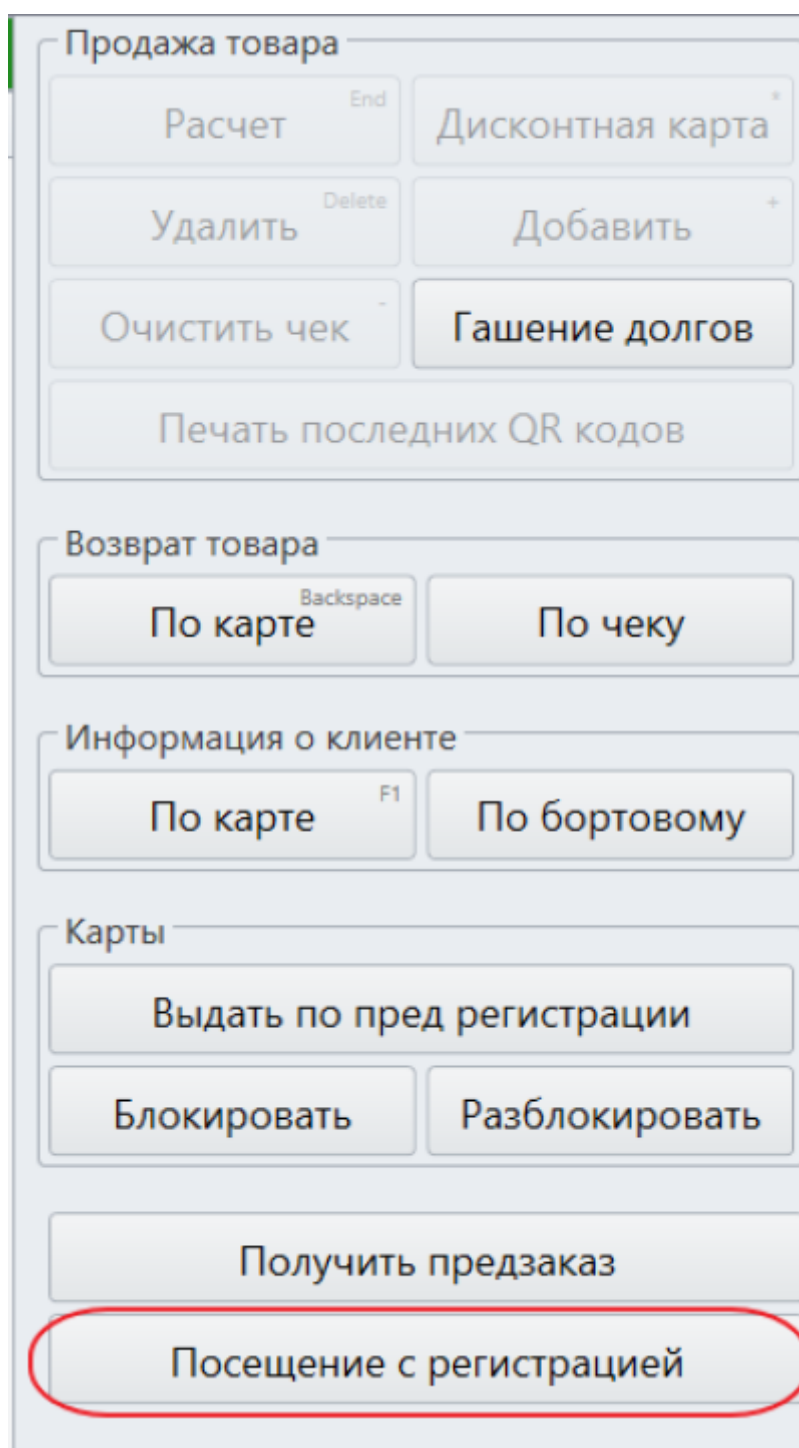 Продажа товара
Расчет End
Дисконтная карта *
Удалить Delete
Добавить +
Очистить чек -
Гашение долгов
Печать последних QR кодов
Возврат товара
По карте Backspace
По чеку
Информация о клиенте
По карте F1
По бортовому
Карты
Выдать по пред регистрации
Блокировать
Разблокировать
Получить предзаказ
Посещение с регистрацией